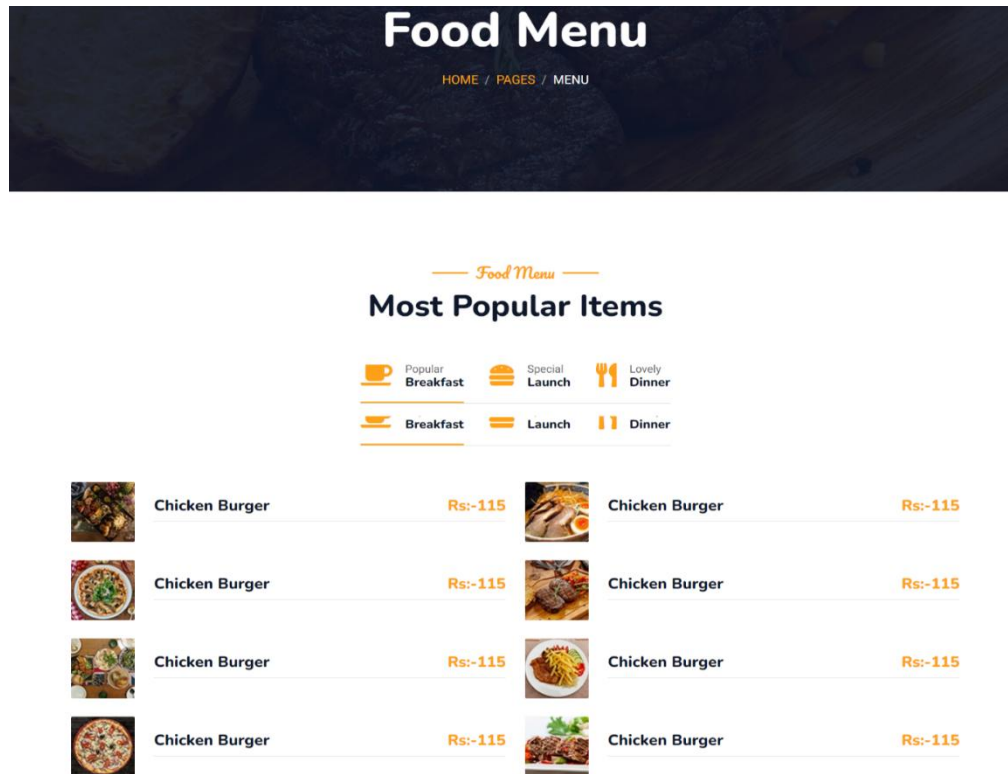 Food Menu
HOME / PAGES / MENU
Food Menu
Most Popular Items
Popular Special Lovely
Breakfast Launch Dinner
Breakfast Launch Dinner
Chicken Burger Rs:-115 Chicken Burger Rs:-115
Chicken Burger Rs:-115 Chicken Burger Rs:-115
Chicken Burger Rs:-115 Chicken Burger Rs:-115
Chicken Burger Rs:-115 Chicken Burger Rs:-115